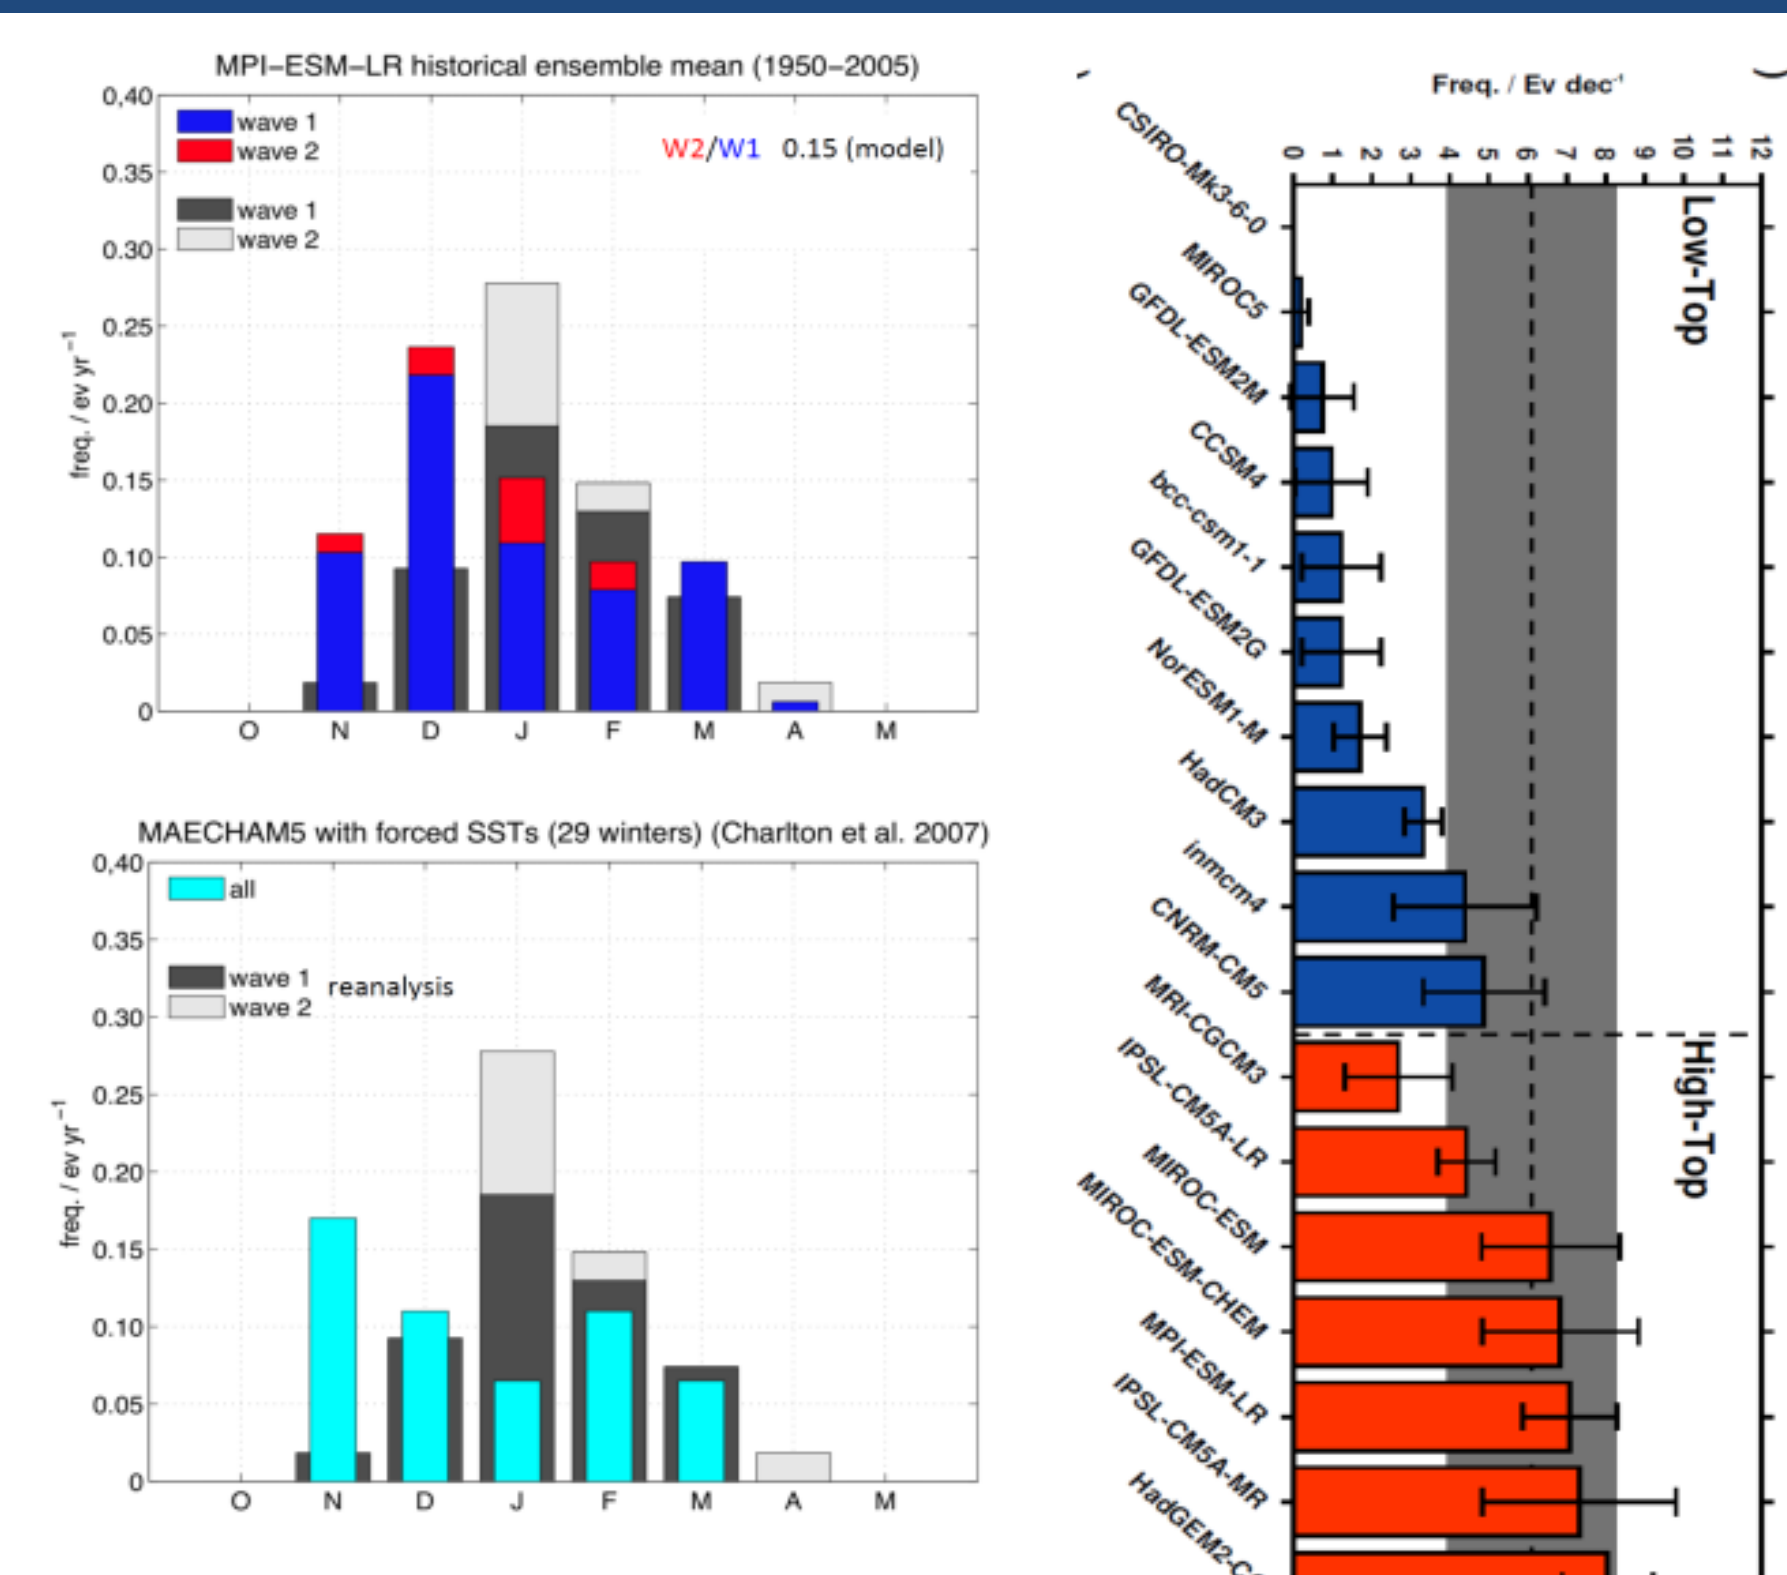 MPI−ESM−LR historical ensemble mean (1950−2005)
0.40
0.35
0.30
0.25
0.20
0.15
0.10
0.05
0
freq. / ev yr−1
wave 1
wave 2
wave 1
wave 2
W2/W1 0.15 (model)
O N D J F M A M
MAECHAM5 with forced SSTs (29 winters) (Charlton et al. 2007)
0.40
0.35
0.30
0.25
0.20
0.15
0.10
0.05
0
freq. / ev yr−1
all
wave 1
wave 2
reanalysis
O N D J F M A M
)
Freq. / Ev dec-1
0 1 2 3 4 5 6 7 8 9 10 11 12
Low-Top
High-Top
CSIRO-Mk3-6-0
MIROC5
GFDL-ESM2M
CCSM4
bcc-csm1-1
GFDL-ESM2G
NorESM1-M
HadCM3
inmcm4
CNRM-CM5
MRI-CGCM3
IPSL-CM5A-LR
MIROC-ESM
MIROC-ESM-CHEM
MPI-ESM-LR
IPSL-CM5A-MR